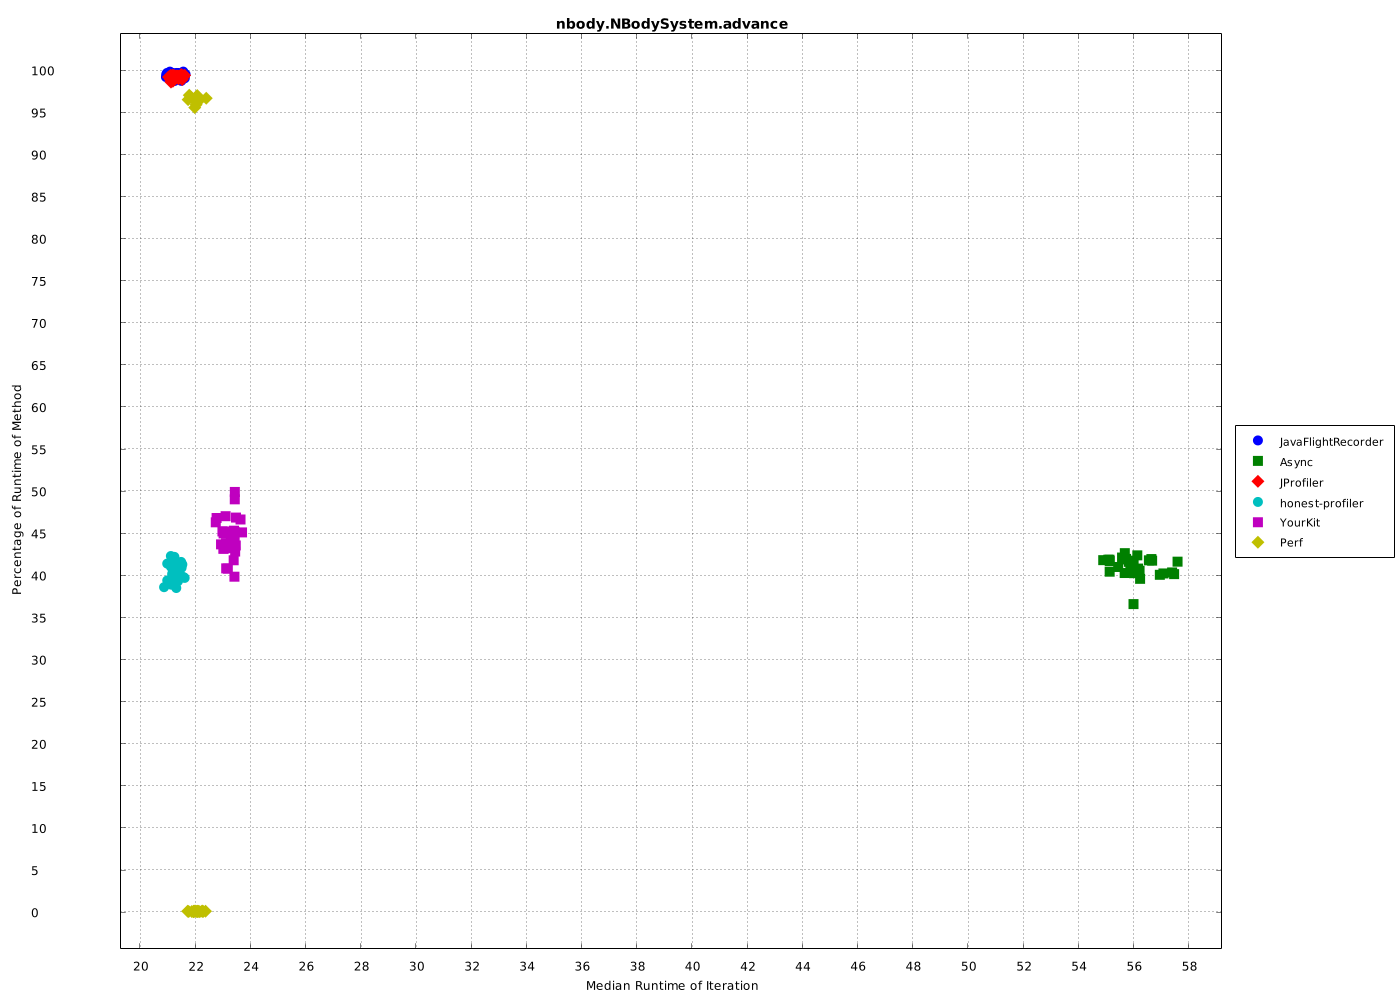 nbody.NBodySystem.advance
100
95
90
85
80
75
70
65
60
55
50
45
40
35
30
25
20
15
10
5
0
Percentage of Runtime of Method
20 22 24 26 28 30 32 34 36 38 40 42 44 46 48 50 52 54 56 58
Median Runtime of Iteration
JavaFlightRecorder
Async
JProfiler
honest-profiler
YourKit
Perf